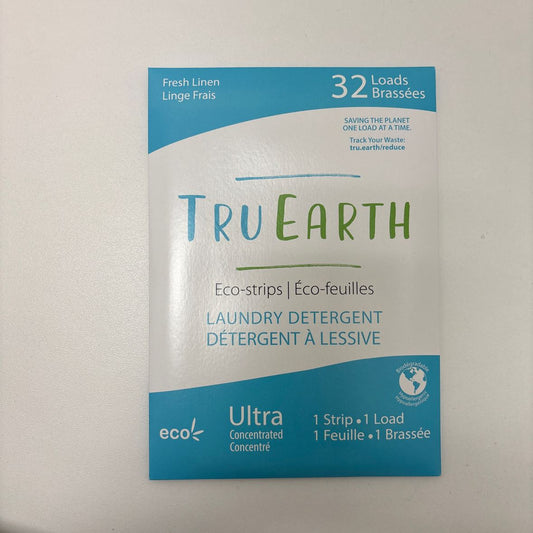 Fresh Linen
Linge Frais
32 Loads
Brassées
SAVING THE PLANET
ONE LOAD AT A TIME.
Track Your Waste:
tru.earth/reduce
TRU EARTH
Eco-strips | Éco-feuilles
LAUNDRY DETERGENT
DÉTERGENT À LESSIVE
eco
Ultra
Concentrated
Concentré
1 Strip • 1 Load
1 Feuille • 1 Brassée